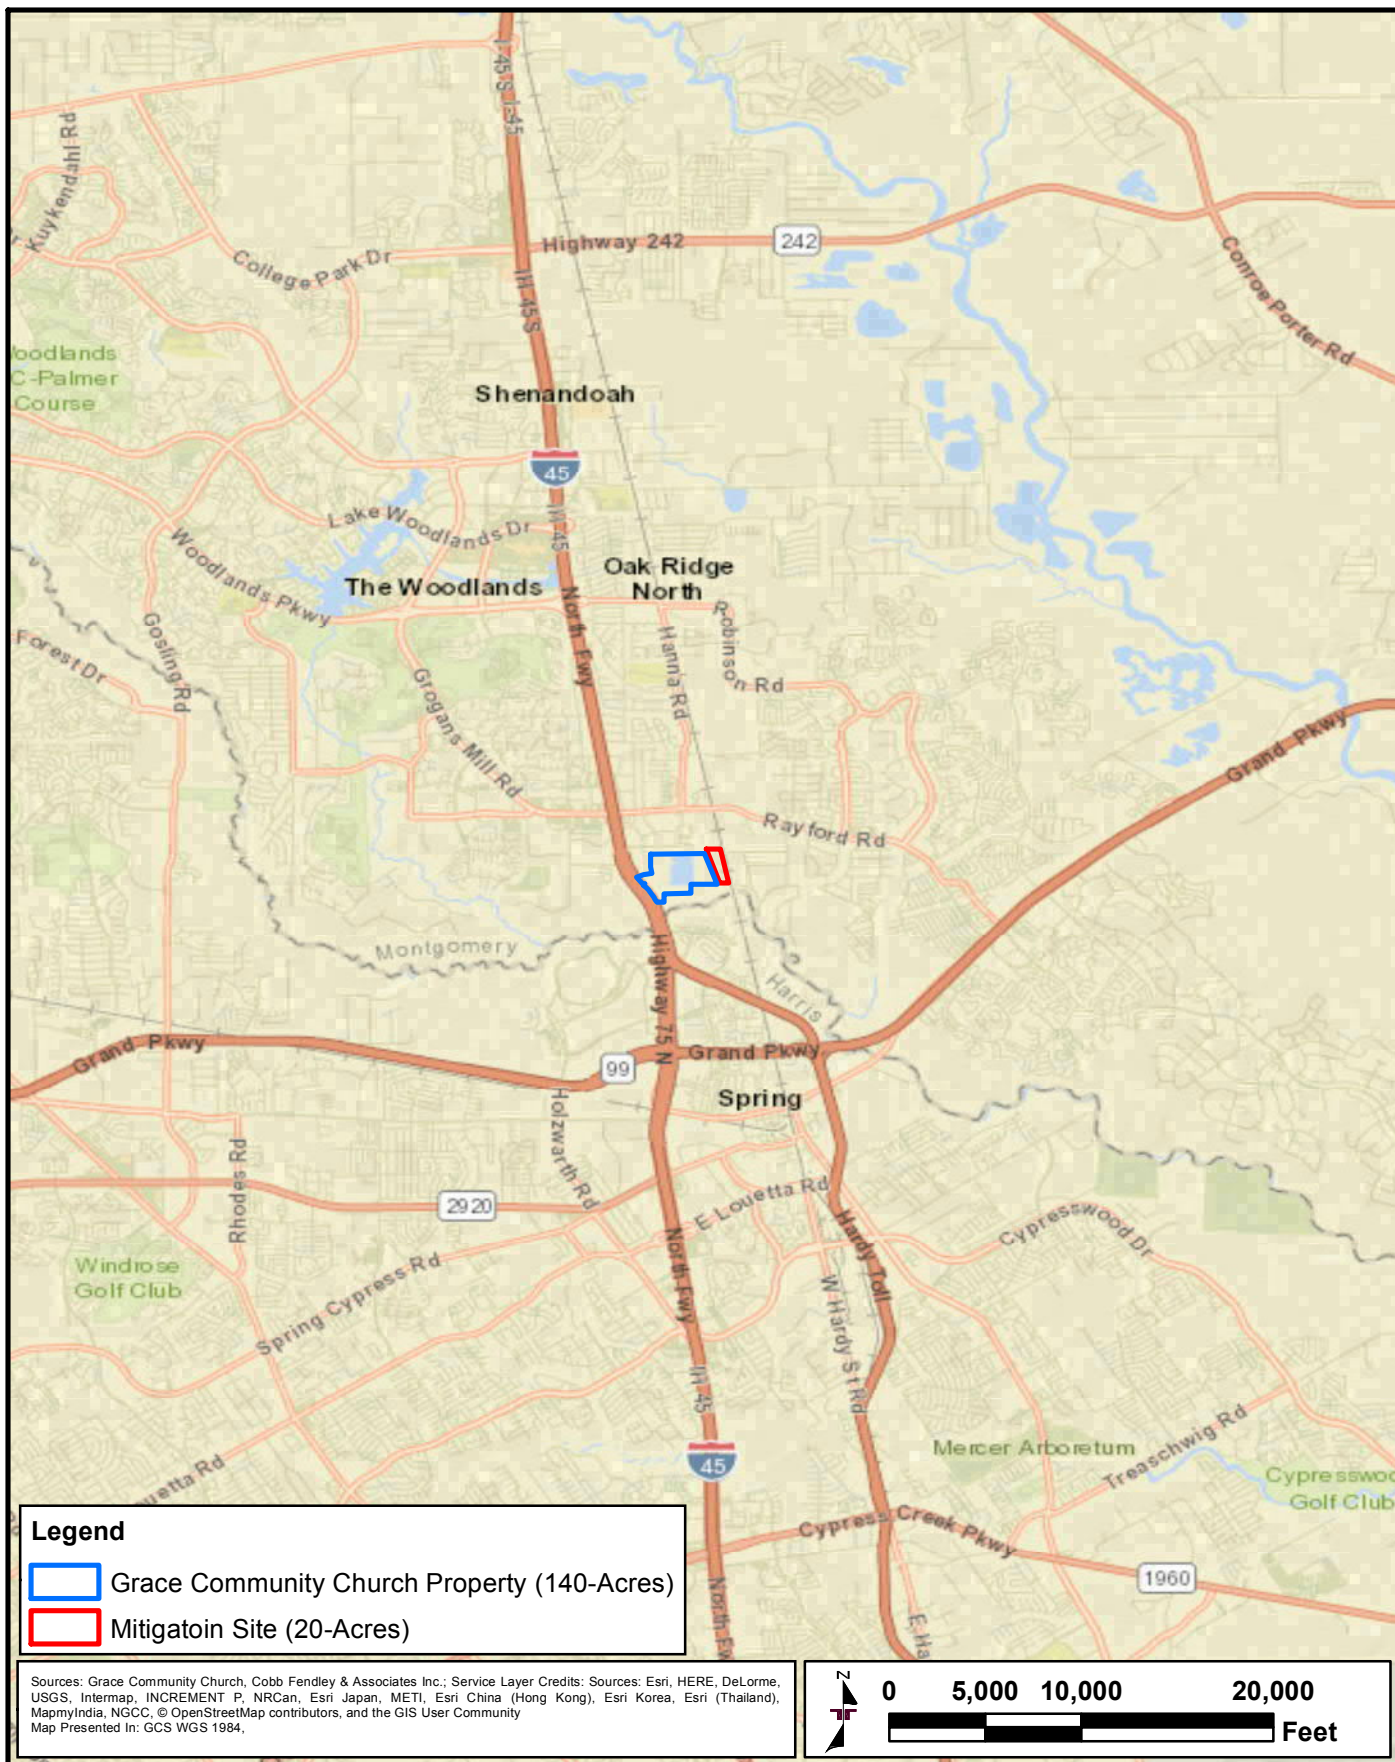 I 45 S I-45
Kuykendahl Rd
College Park Dr
Highway 242
242
IH 45 S
Conroe Porter Rd
oodlands
C-Palmer
Course
Shenandoah
45
IH 45
Lake Woodlands Dr
Woodlands Pkwy
The Woodlands
Oak Ridge
North
North Fwy
Robinson Rd
Hanna Rd
Gosling Rd
Forest Dr
Grogans Mill Rd
Grand Pkwy
Rayford Rd
Montgomery
Harris
Highway 75 N
Grand Pkwy
99
Grand Pkwy
Spring
Holzwarth Rd
Rhodes Rd
2920
E Louetta Rd
Hardy Toll
Cypresswood Dr
Windrose
Golf Club
Spring Cypress Rd
North Fwy
W Hardy St Rd
IH 45
45
Mercer Arboretum
Treaschwig Rd
Cypresswoo
Golf Club
ouetta Rd
Cypress Creek Pkwy
1960
North Fw
E Ha
Legend
Grace Community Church Property (140-Acres)
Mitigatoin Site (20-Acres)
Sources: Grace Community Church, Cobb Fendley & Associates Inc.; Service Layer Credits: Sources: Esri, HERE, DeLorme,
USGS, Intermap, INCREMENT P, NRCan, Esri Japan, METI, Esri China (Hong Kong), Esri Korea, Esri (Thailand),
MapmyIndia, NGCC, © OpenStreetMap contributors, and the GIS User Community
Map Presented In: GCS WGS 1984,
N
0 5,000 10,000 20,000
Feet